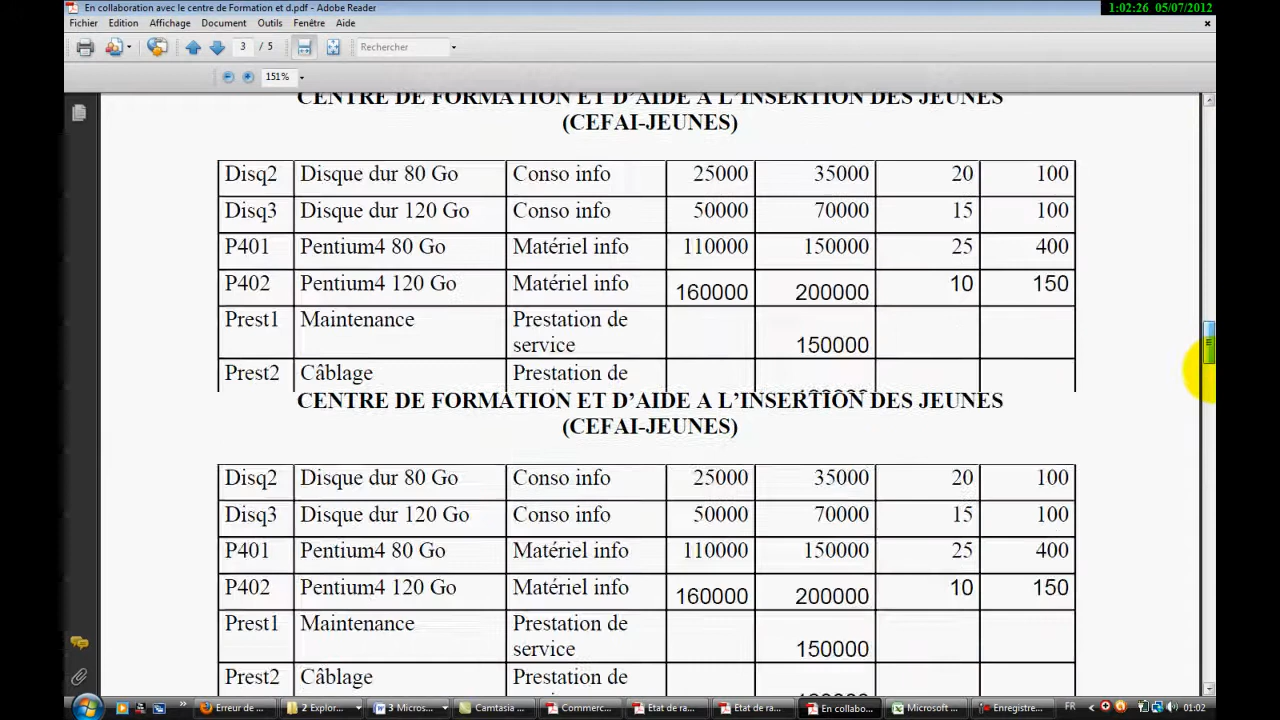 En collaboration avec le centre de Formation et d.pdf - Adobe Reader
1:02:26 05/07/2012
Fichier Edition Affichage Document Outils Fenêtre Aide
3 / 5 Rechercher
151%
CENTRE DE FORMATION ET D'AIDE A L'INSERTION DES JEUNES
(CEFAI-JEUNES)
Disq2 Disque dur 80 Go Conso info 25000 35000 20 100
Disq3 Disque dur 120 Go Conso info 50000 70000 15 100
P401 Pentium4 80 Go Matériel info 110000 150000 25 400
P402 Pentium4 120 Go Matériel info 160000 200000 10 150
Prest1 Maintenance Prestation de
service 150000
Prest2 Câblage Prestation de
CENTRE DE FORMATION ET D'AIDE A L'INSERTION DES JEUNES
(CEFAI-JEUNES)
Disq2 Disque dur 80 Go Conso info 25000 35000 20 100
Disq3 Disque dur 120 Go Conso info 50000 70000 15 100
P401 Pentium4 80 Go Matériel info 110000 150000 25 400
P402 Pentium4 120 Go Matériel info 160000 200000 10 150
Prest1 Maintenance Prestation de
service 150000
Prest2 Câblage Prestation de
Erreur de ... 2 Explor... 3 Micros... Camtasia ... Commerc... Etat de ra... Etat de ra... En collabo... Microsoft ... Enregistre... FR 01:02